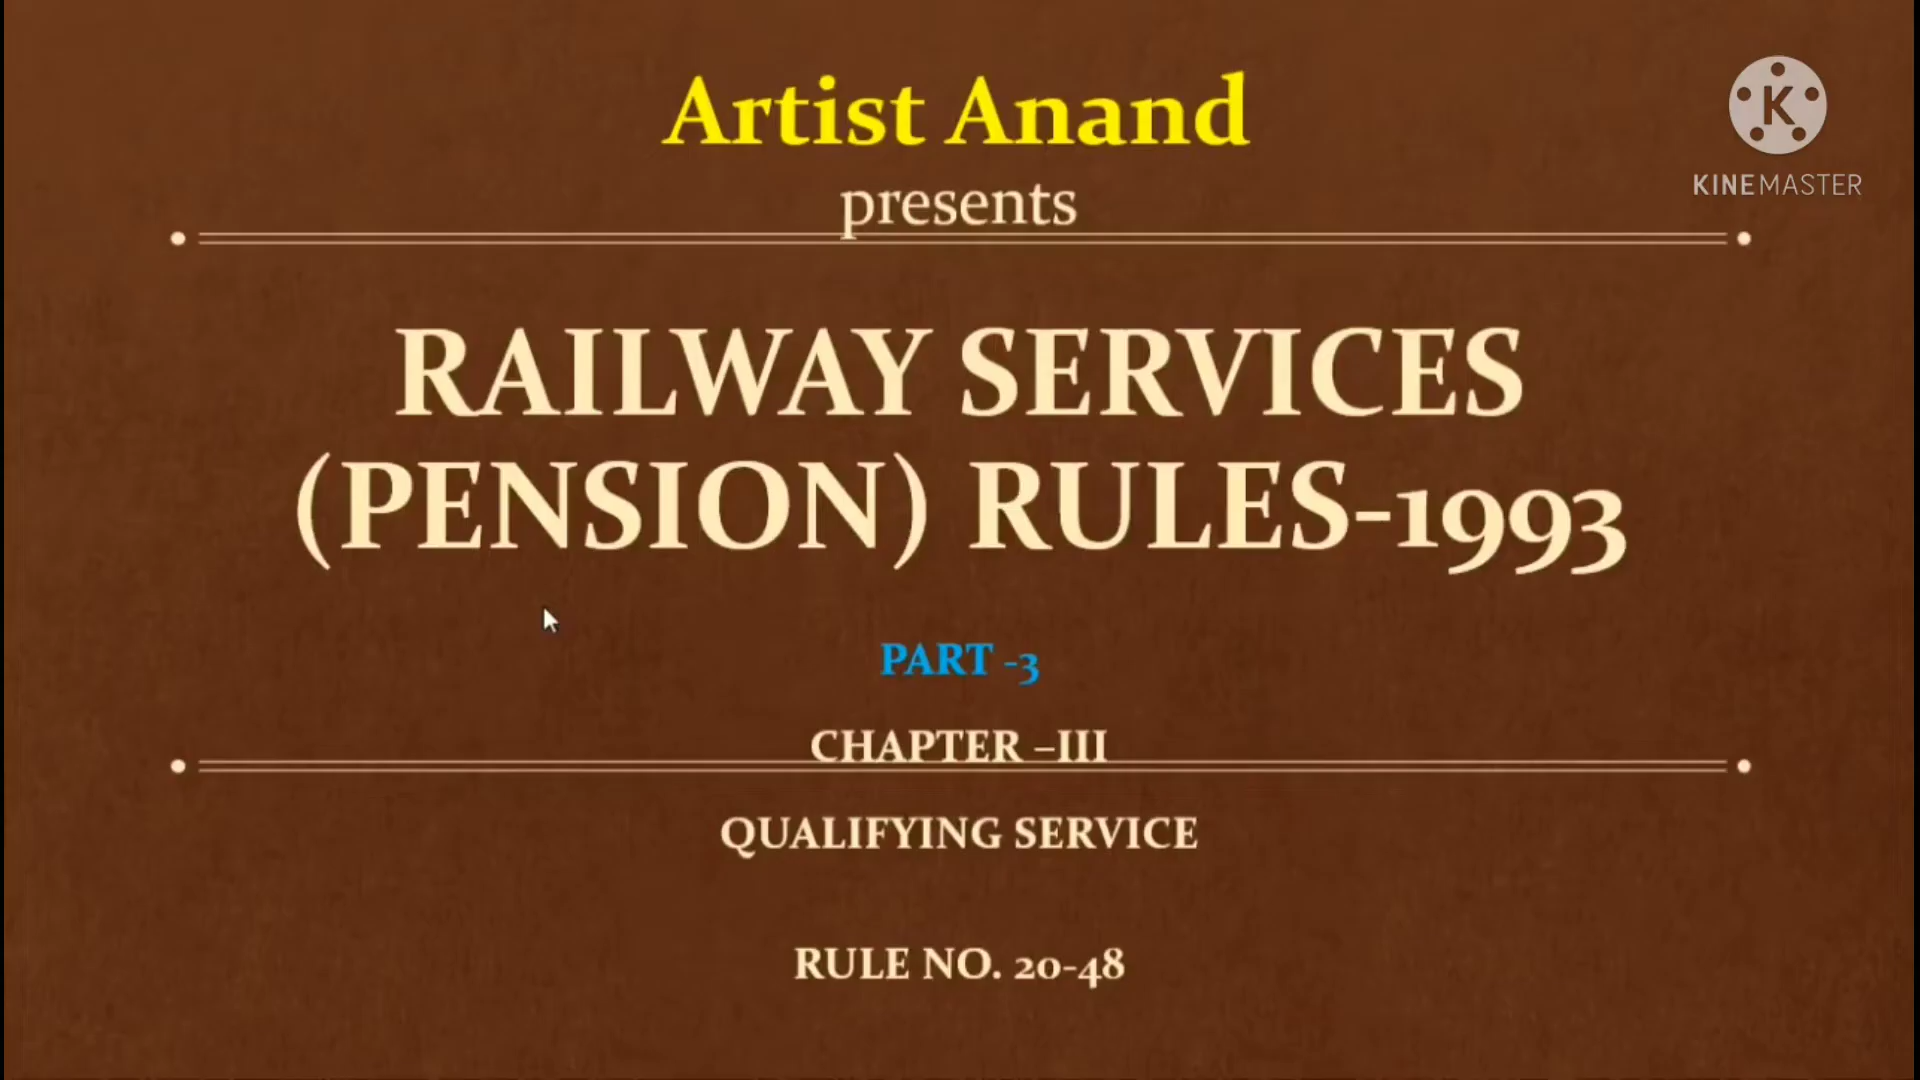 Artist Anand
presents
K
KINEMASTER
RAILWAY SERVICES
(PENSION) RULES-1993
PART -3
CHAPTER –III
QUALIFYING SERVICE
RULE NO. 20-48